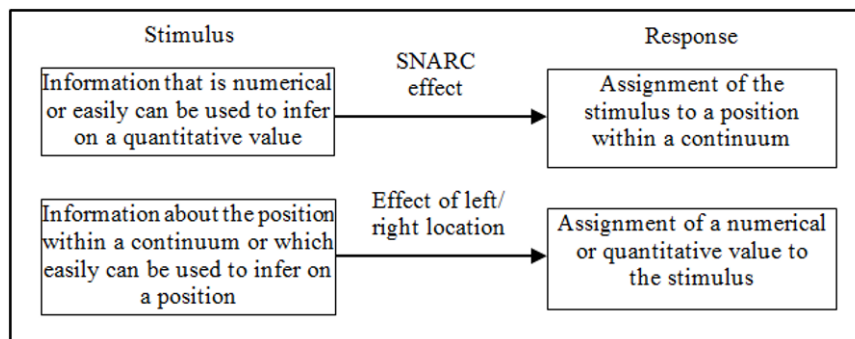 Stimulus
Response
Information that is numerical
or easily can be used to infer
on a quantitative value
SNARC
effect
Assignment of the
stimulus to a position
within a continuum
Information about the position
within a continuum or which
easily can be used to infer on
a position
Effect of left/
right location
Assignment of a numerical
or quantitative value to
the stimulus